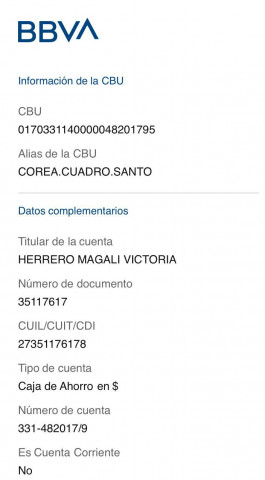 BBVA
Información de la CBU
CBU
0170331140000048201795
Alias de la CBU
COREA.CUADRO.SANTO
Datos complementarios
Titular de la cuenta
HERRERO MAGALI VICTORIA
Número de documento
35117617
CUIL/CUIT/CDI
27351176178
Tipo de cuenta
Caja de Ahorro en $
Número de cuenta
331-482017/9
Es Cuenta Corriente
No